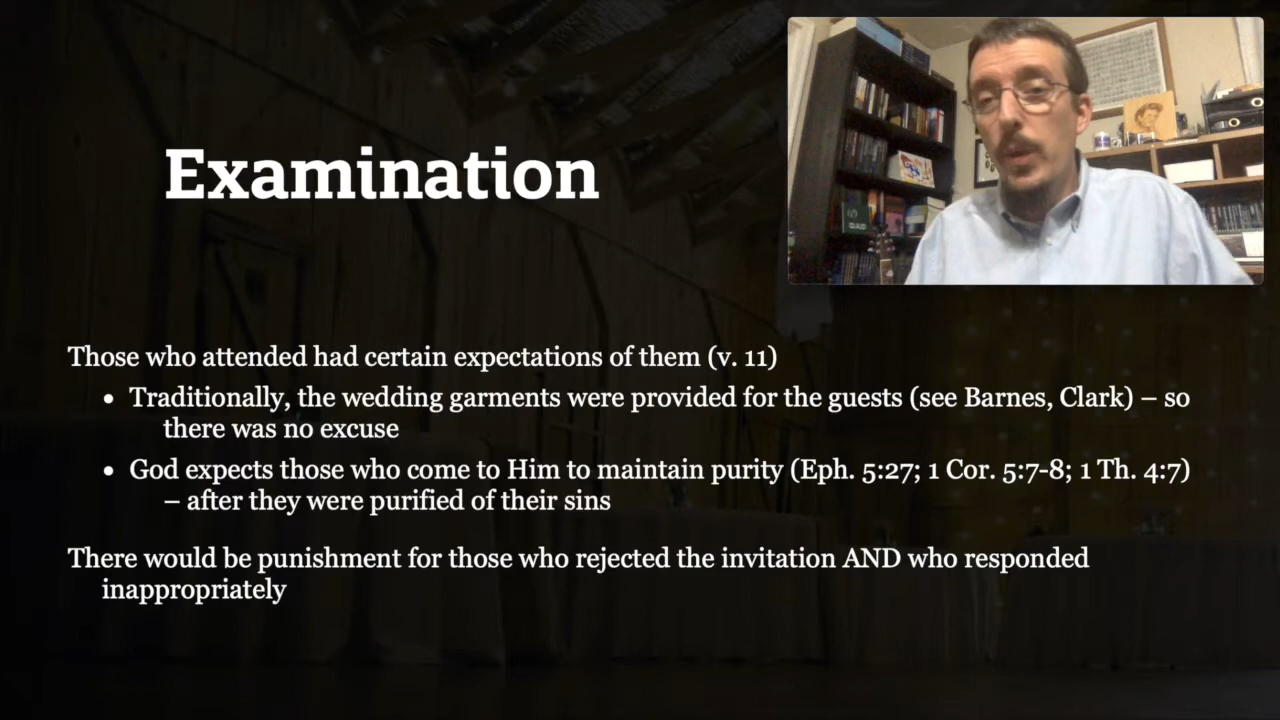 Examination
Those who attended had certain expectations of them (v. 11)
• Traditionally, the wedding garments were provided for the guests (see Barnes, Clark) – so
there was no excuse
• God expects those who come to Him to maintain purity (Eph. 5:27; 1 Cor. 5:7-8; 1 Th. 4:7)
– after they were purified of their sins
There would be punishment for those who rejected the invitation AND who responded
inappropriately